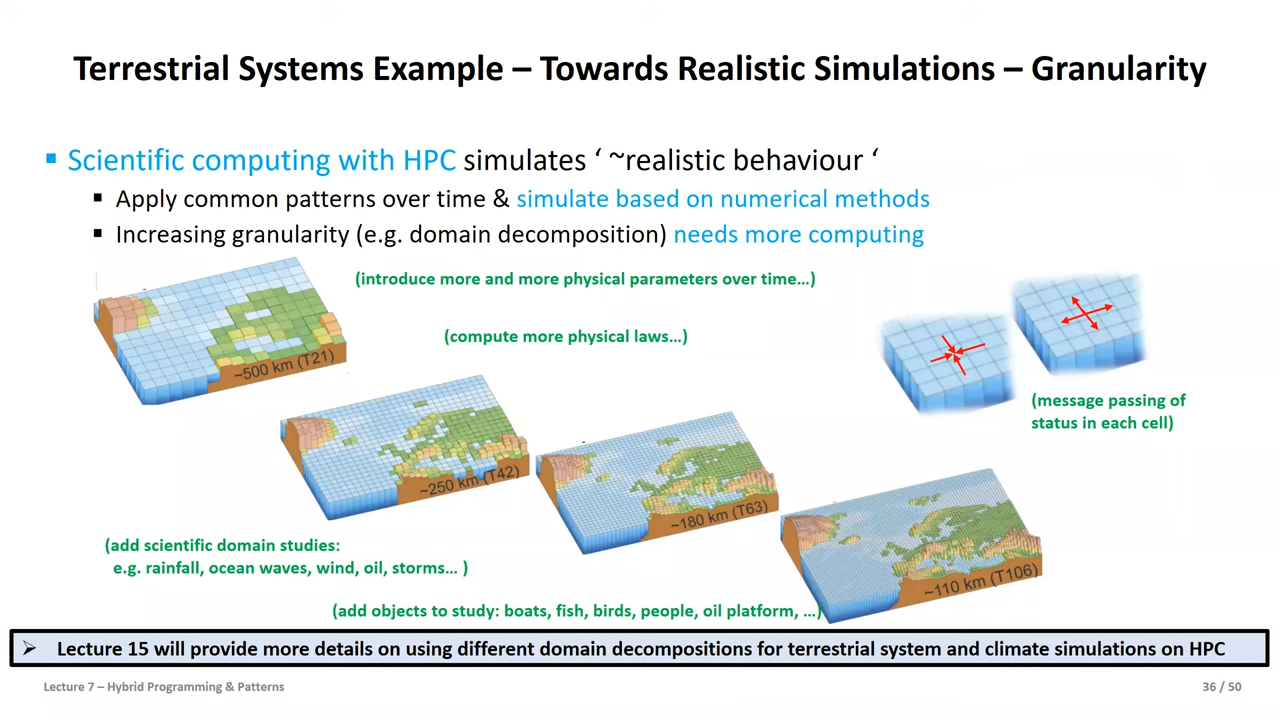 Terrestrial Systems Example – Towards Realistic Simulations – Granularity
▪ Scientific computing with HPC simulates ‘ ~realistic behaviour ‘
▪ Apply common patterns over time & simulate based on numerical methods
▪ Increasing granularity (e.g. domain decomposition) needs more computing
(introduce more and more physical parameters over time…)
(compute more physical laws…)
~500 km (T21)
(message passing of
status in each cell)
~250 km (T42)
~180 km (T63)
~110 km (T106)
(add scientific domain studies:
e.g. rainfall, ocean waves, wind, oil, storms… )
(add objects to study: boats, fish, birds, people, oil platform, …)
➢ Lecture 15 will provide more details on using different domain decompositions for terrestrial system and climate simulations on HPC
Lecture 7 – Hybrid Programming & Patterns
36 / 50